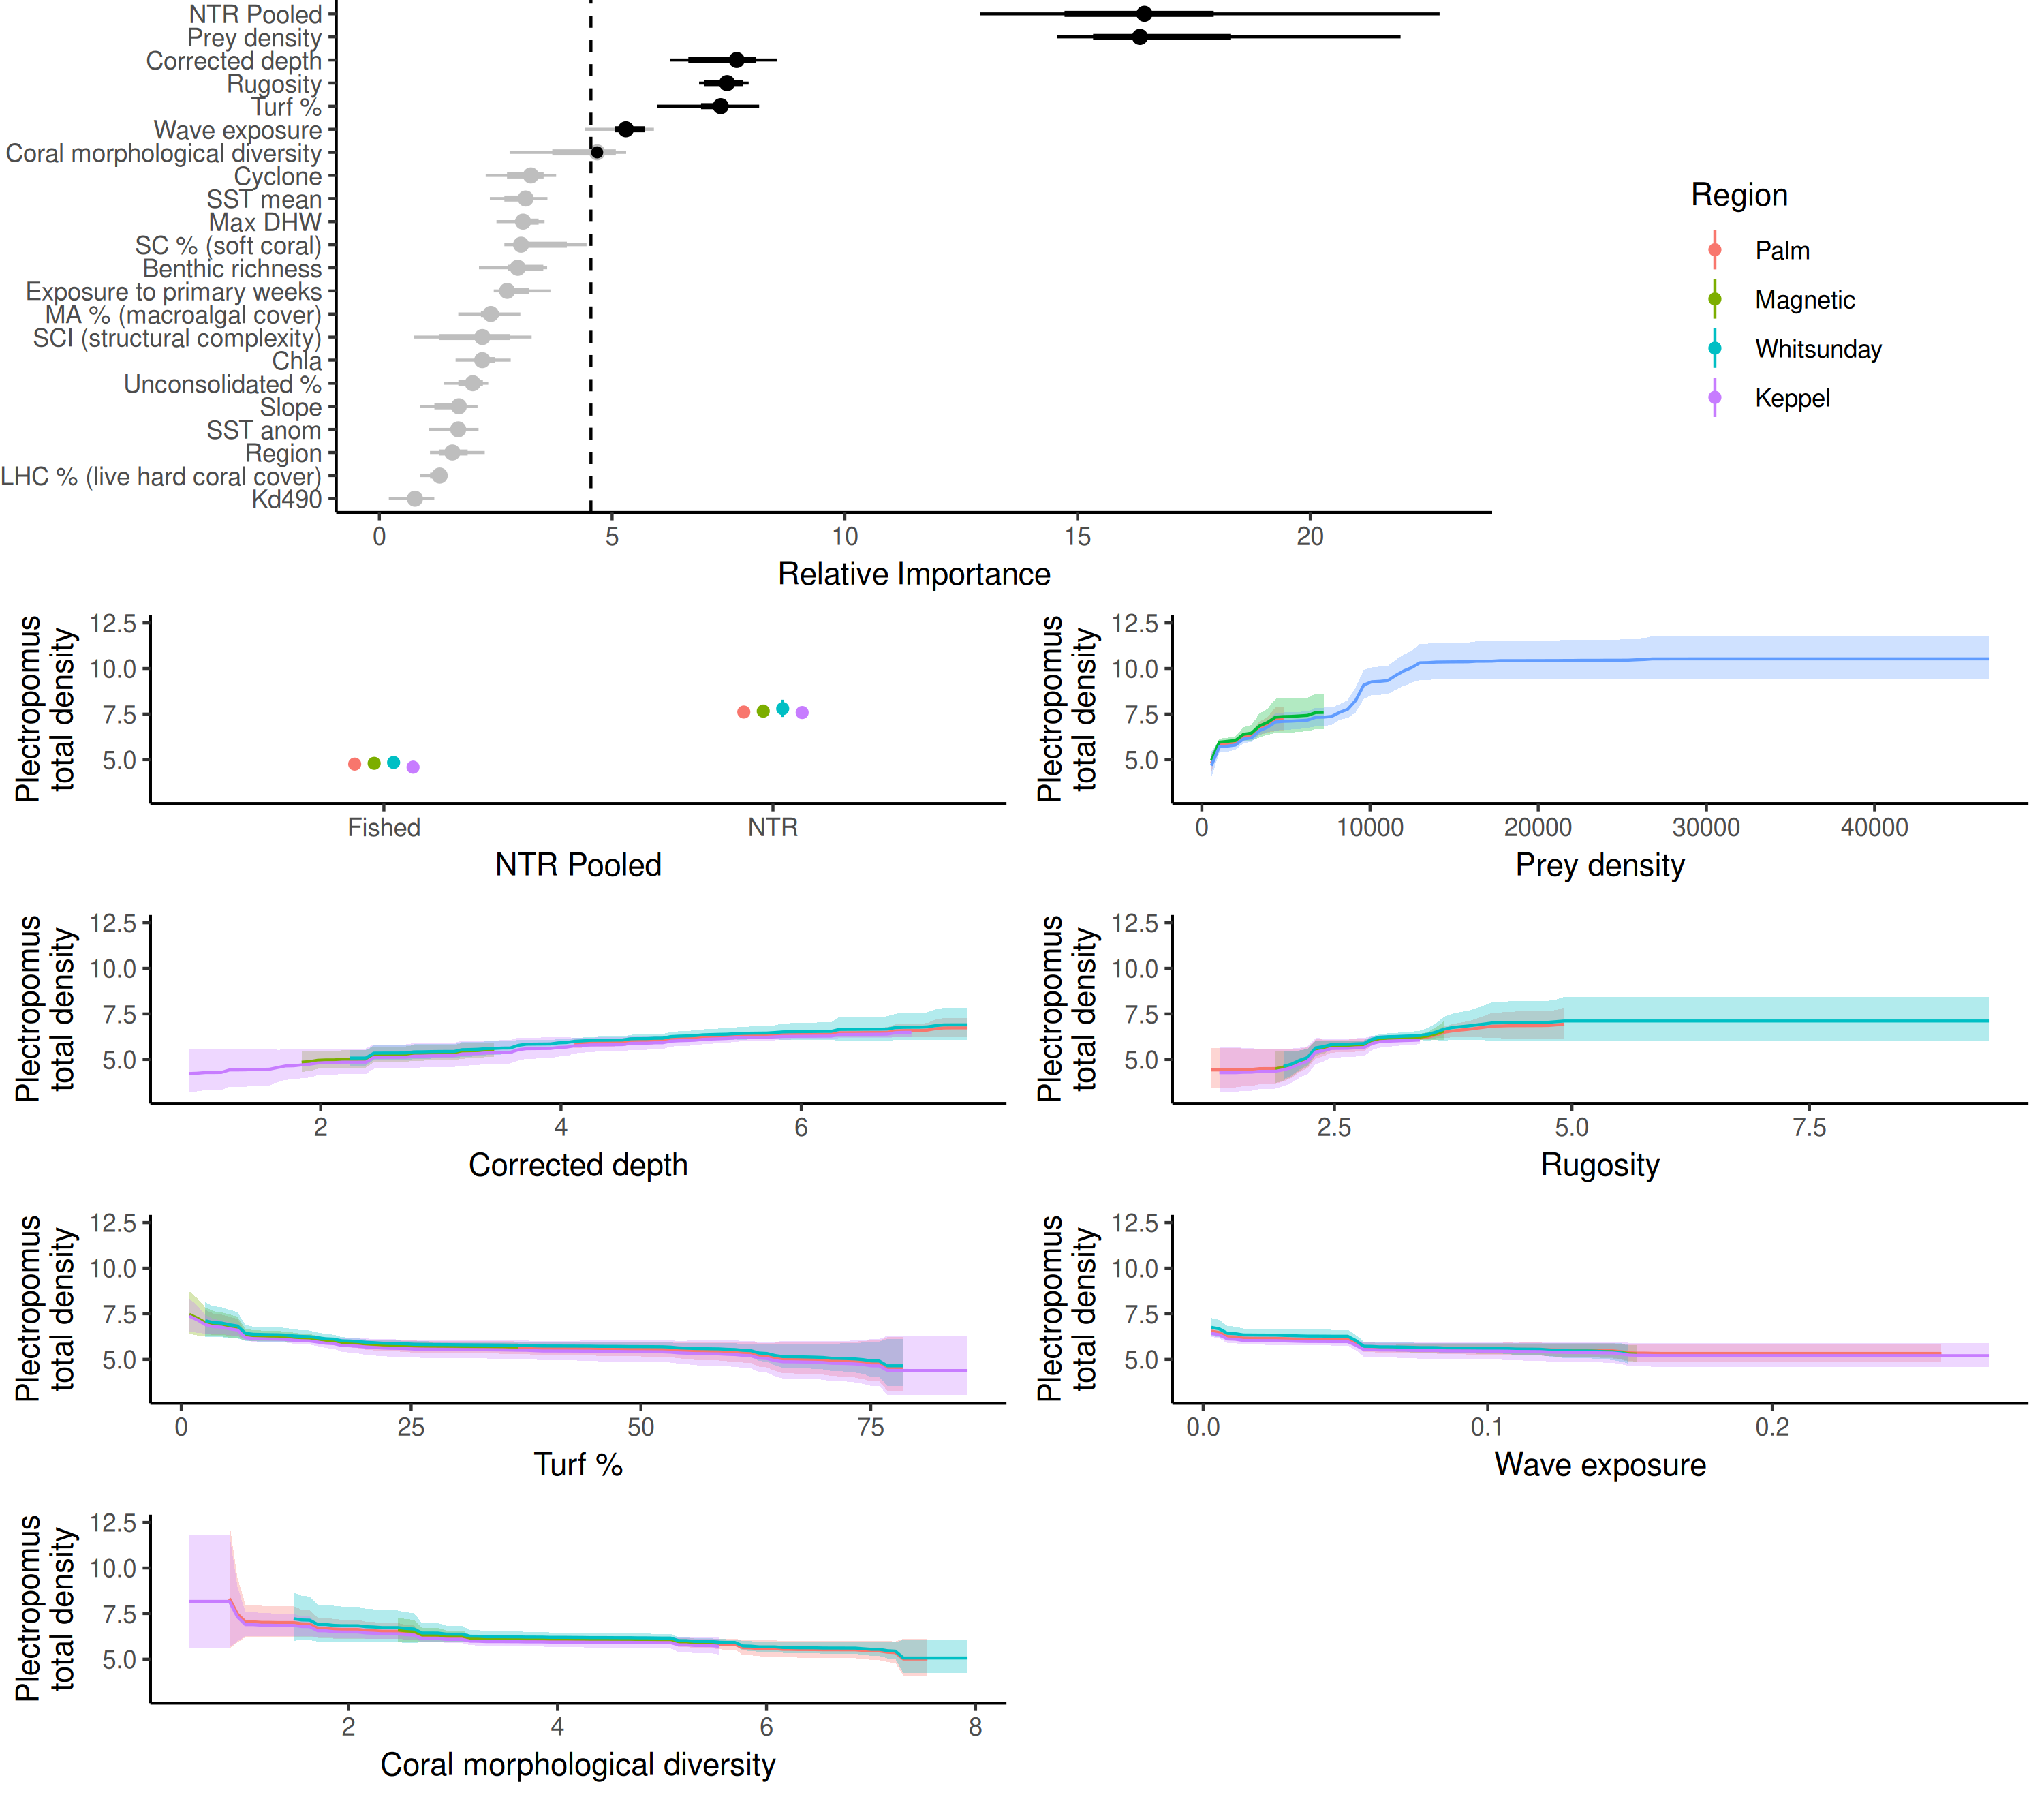 NTR Pooled
Prey density
Corrected depth
Rugosity
Turf %
Wave exposure
Coral morphological diversity
Cyclone
SST mean
Max DHW
SC % (soft coral)
Benthic richness
Exposure to primary weeks
MA % (macroalgal cover)
SCI (structural complexity)
Chla
Unconsolidated %
Slope
SST anom
Region
LHC % (live hard coral cover)
Kd490
0 5 10 15 20
Relative Importance
Region
Palm
Magnetic
Whitsunday
Keppel
Plectropomus
total density
12.5
10.0
7.5
5.0
Fished NTR
NTR Pooled
Plectropomus
total density
12.5
10.0
7.5
5.0
0 10000 20000 30000 40000
Prey density
Plectropomus
total density
12.5
10.0
7.5
5.0
2 4 6
Corrected depth
Plectropomus
total density
12.5
10.0
7.5
5.0
2.5 5.0 7.5
Rugosity
Plectropomus
total density
12.5
10.0
7.5
5.0
0 25 50 75
Turf %
Plectropomus
total density
12.5
10.0
7.5
5.0
0.0 0.1 0.2
Wave exposure
Plectropomus
total density
12.5
10.0
7.5
5.0
2 4 6 8
Coral morphological diversity